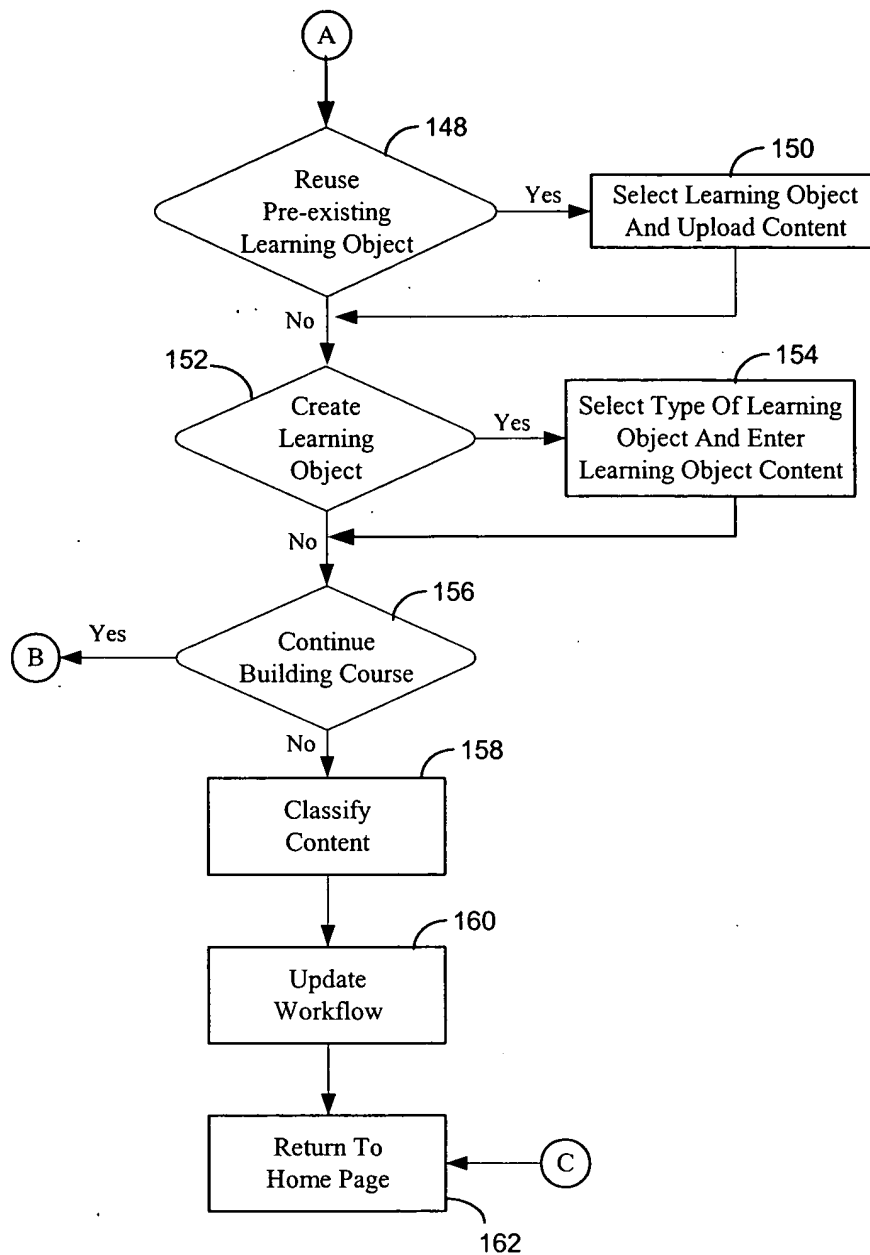 A
148
Reuse
Pre-existing
Learning Object
Yes
150
Select Learning Object
And Upload Content
No
152
Create
Learning
Object
Yes
154
Select Type Of Learning
Object And Enter
Learning Object Content
No
156
Continue
Building Course
Yes
B
No
158
Classify
Content
160
Update
Workflow
Return To
Home Page
C
162